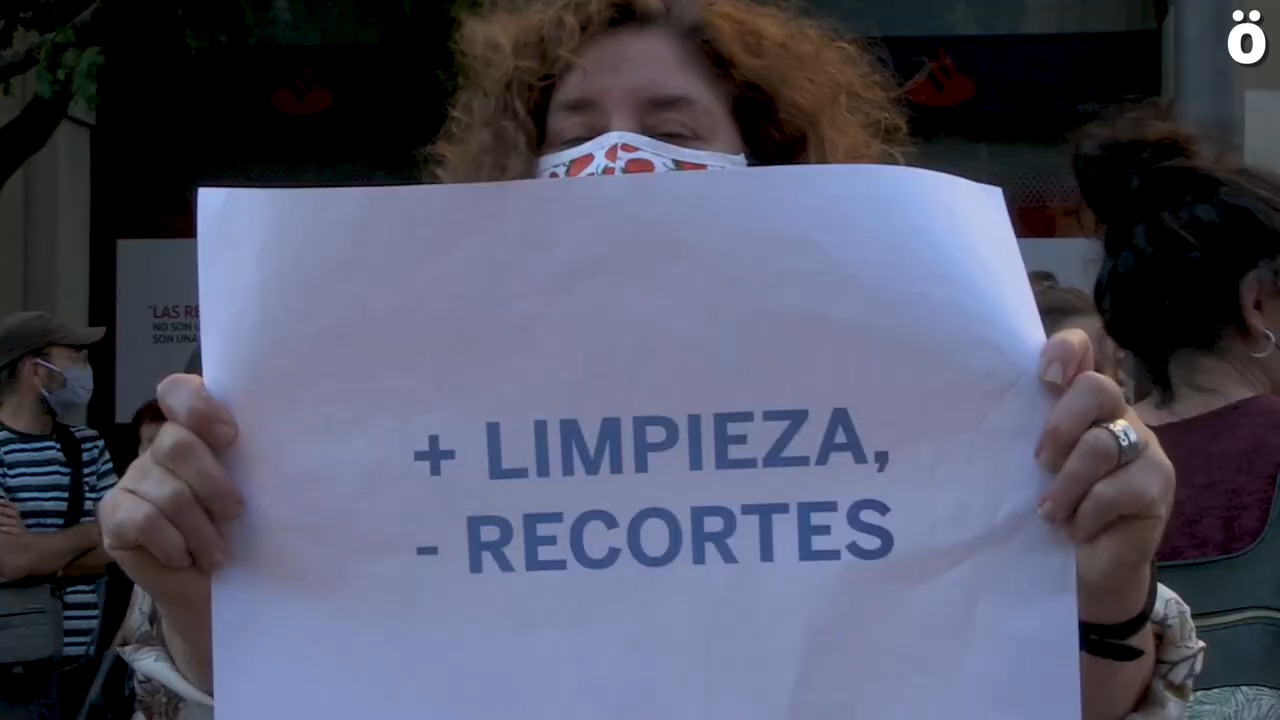 ö
"LAS RE
NO SON U
SON UNA
+ LIMPIEZA,
- RECORTES